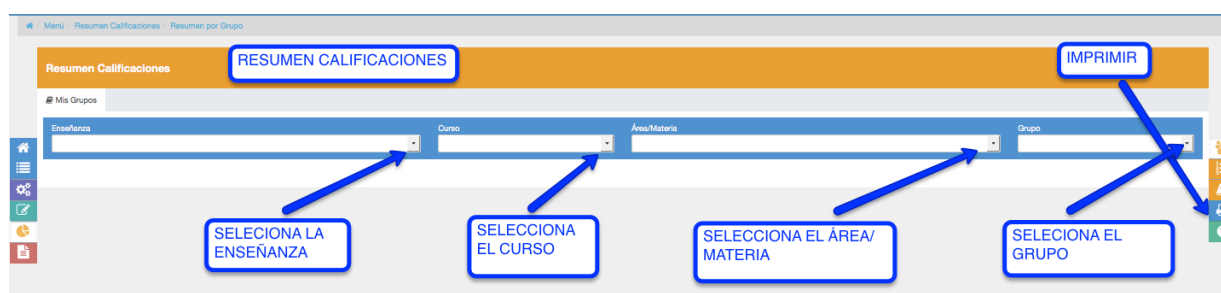 Menú / Resumen Calificaciones / Resumen por Grupo
Resumen Calificaciones
RESUMEN CALIFICACIONES
IMPRIMIR
Mis Grupos
Enseñanza
Curso
Área/Materia
Grupo
SELECIONA LA
ENSEÑANZA
SELECCIONA
EL CURSO
SELECCIONA EL ÁREA/
MATERIA
SELECIONA EL
GRUPO